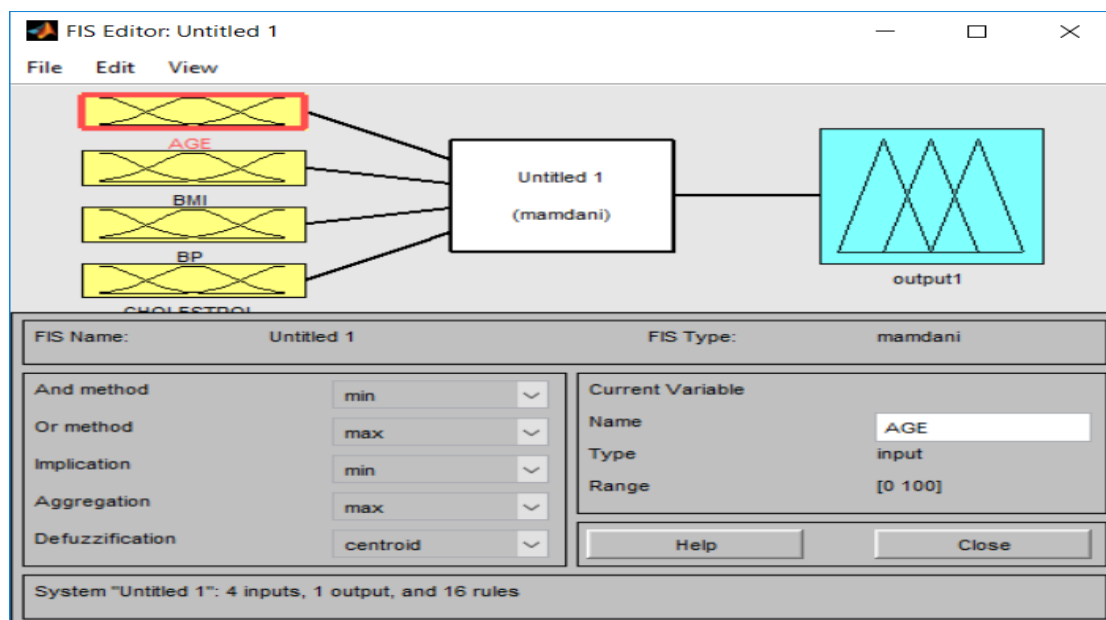 FIS Editor: Untitled 1
File Edit View
AGE
BMI
BP
CHOLESTROL
Untitled 1
(mamdani)
output1
FIS Name: Untitled 1 FIS Type: mamdani
And method min
Or method max
Implication min
Aggregation max
Defuzzification centroid
Current Variable
Name AGE
Type input
Range [0 100]
Help Close
System "Untitled 1": 4 inputs, 1 output, and 16 rules